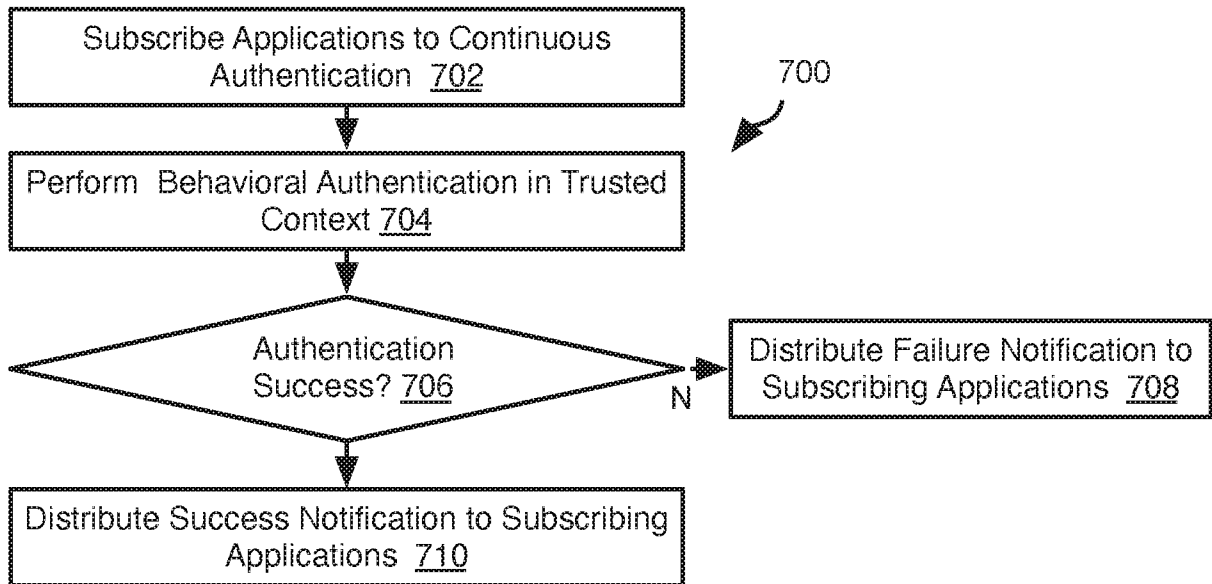 Subscribe Applications to Continuous
Authentication 702
700
Perform Behavioral Authentication in Trusted
Context 704
Authentication
Success? 706
N
Distribute Failure Notification to
Subscribing Applications 708
Distribute Success Notification to Subscribing
Applications 710